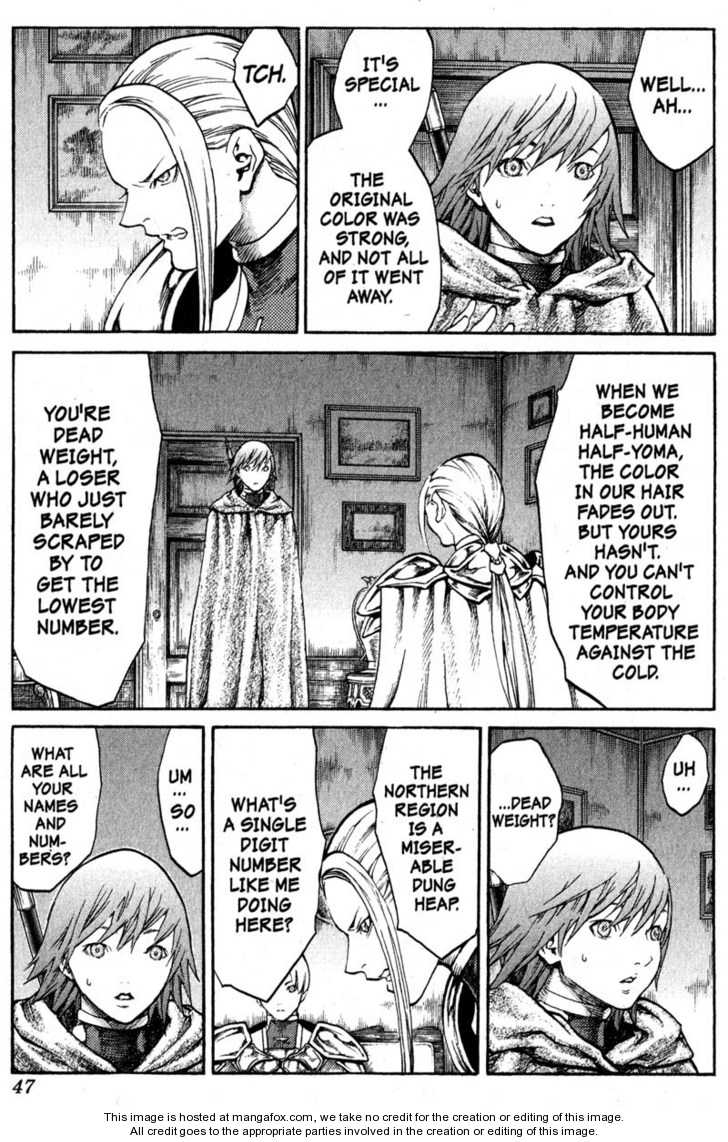 WELL...
AH...
IT'S
SPECIAL
...
THE
ORIGINAL
COLOR WAS
STRONG,
AND NOT ALL
OF IT WENT
AWAY.
TCH.
WHEN WE
BECOME
HALF-HUMAN
HALF-YOMA,
THE COLOR
IN OUR HAIR
FADES OUT.
BUT YOURS
HASN'T.
AND YOU CAN'T
CONTROL
YOUR BODY
TEMPERATURE
AGAINST THE
COLD.
YOU'RE
DEAD
WEIGHT,
A LOSER
WHO JUST
BARELY
SCRAPED
BY TO
GET THE
LOWEST
NUMBER.
UH
...
...DEAD
WEIGHT?
THE
NORTHERN
REGION
IS A
MISER-
ABLE
DUNG
HEAP.
WHAT'S
A SINGLE
DIGIT
NUMBER
LIKE ME
DOING
HERE?
UM
...
SO
...
WHAT
ARE ALL
YOUR
NAMES
AND
NUM-
BERS?
47
This image is hosted at mangafox.com, we take no credit for the creation or editing of this image.
All credit goes to the appropriate parties involved in the creation or editing of this image.